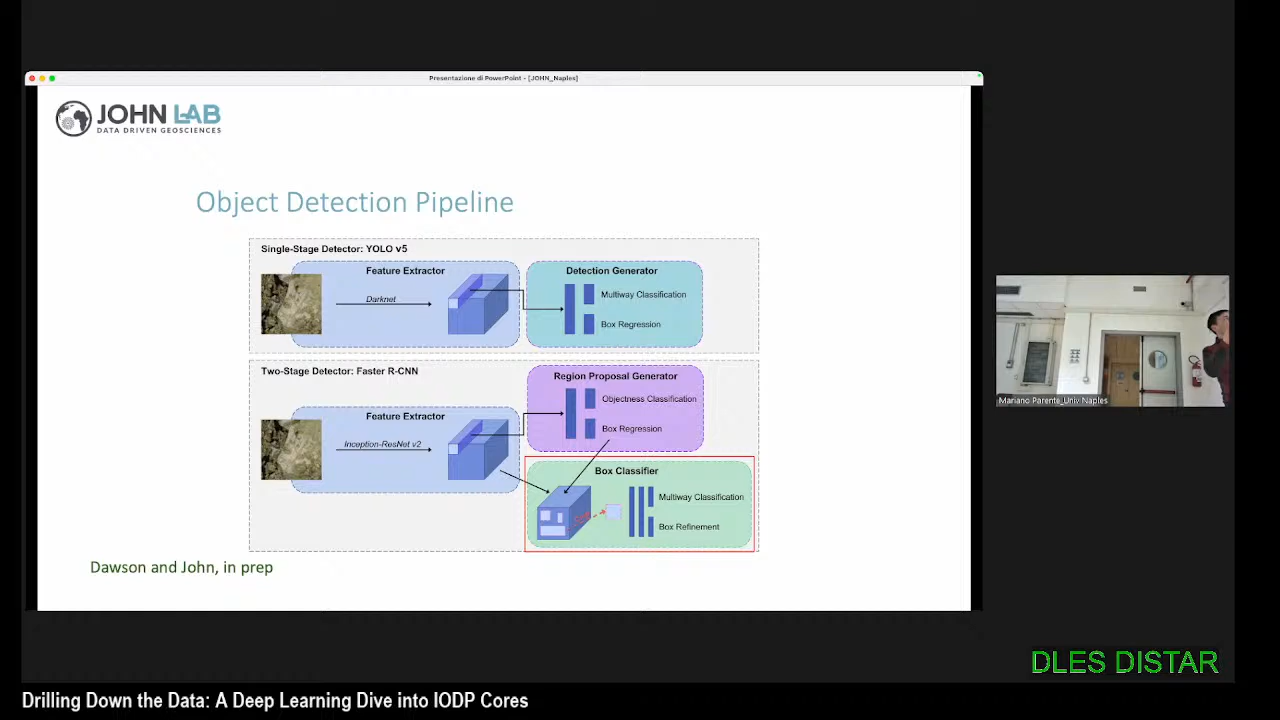 Presentazione di PowerPoint - [JOHN_Naples]
JOHN LAB
DATA DRIVEN GEOSCIENCES
Object Detection Pipeline
Single-Stage Detector: YOLO v5
Feature Extractor
Darknet
Detection Generator
Multiway Classification
Box Regression
Two-Stage Detector: Faster R-CNN
Feature Extractor
Inception-ResNet v2
Region Proposal Generator
Objectness Classification
Box Regression
Box Classifier
Multiway Classification
Box Refinement
Dawson and John, in prep
Mariano Parente_Univ Naples
DLES DISTAR
Drilling Down the Data: A Deep Learning Dive into IODP Cores